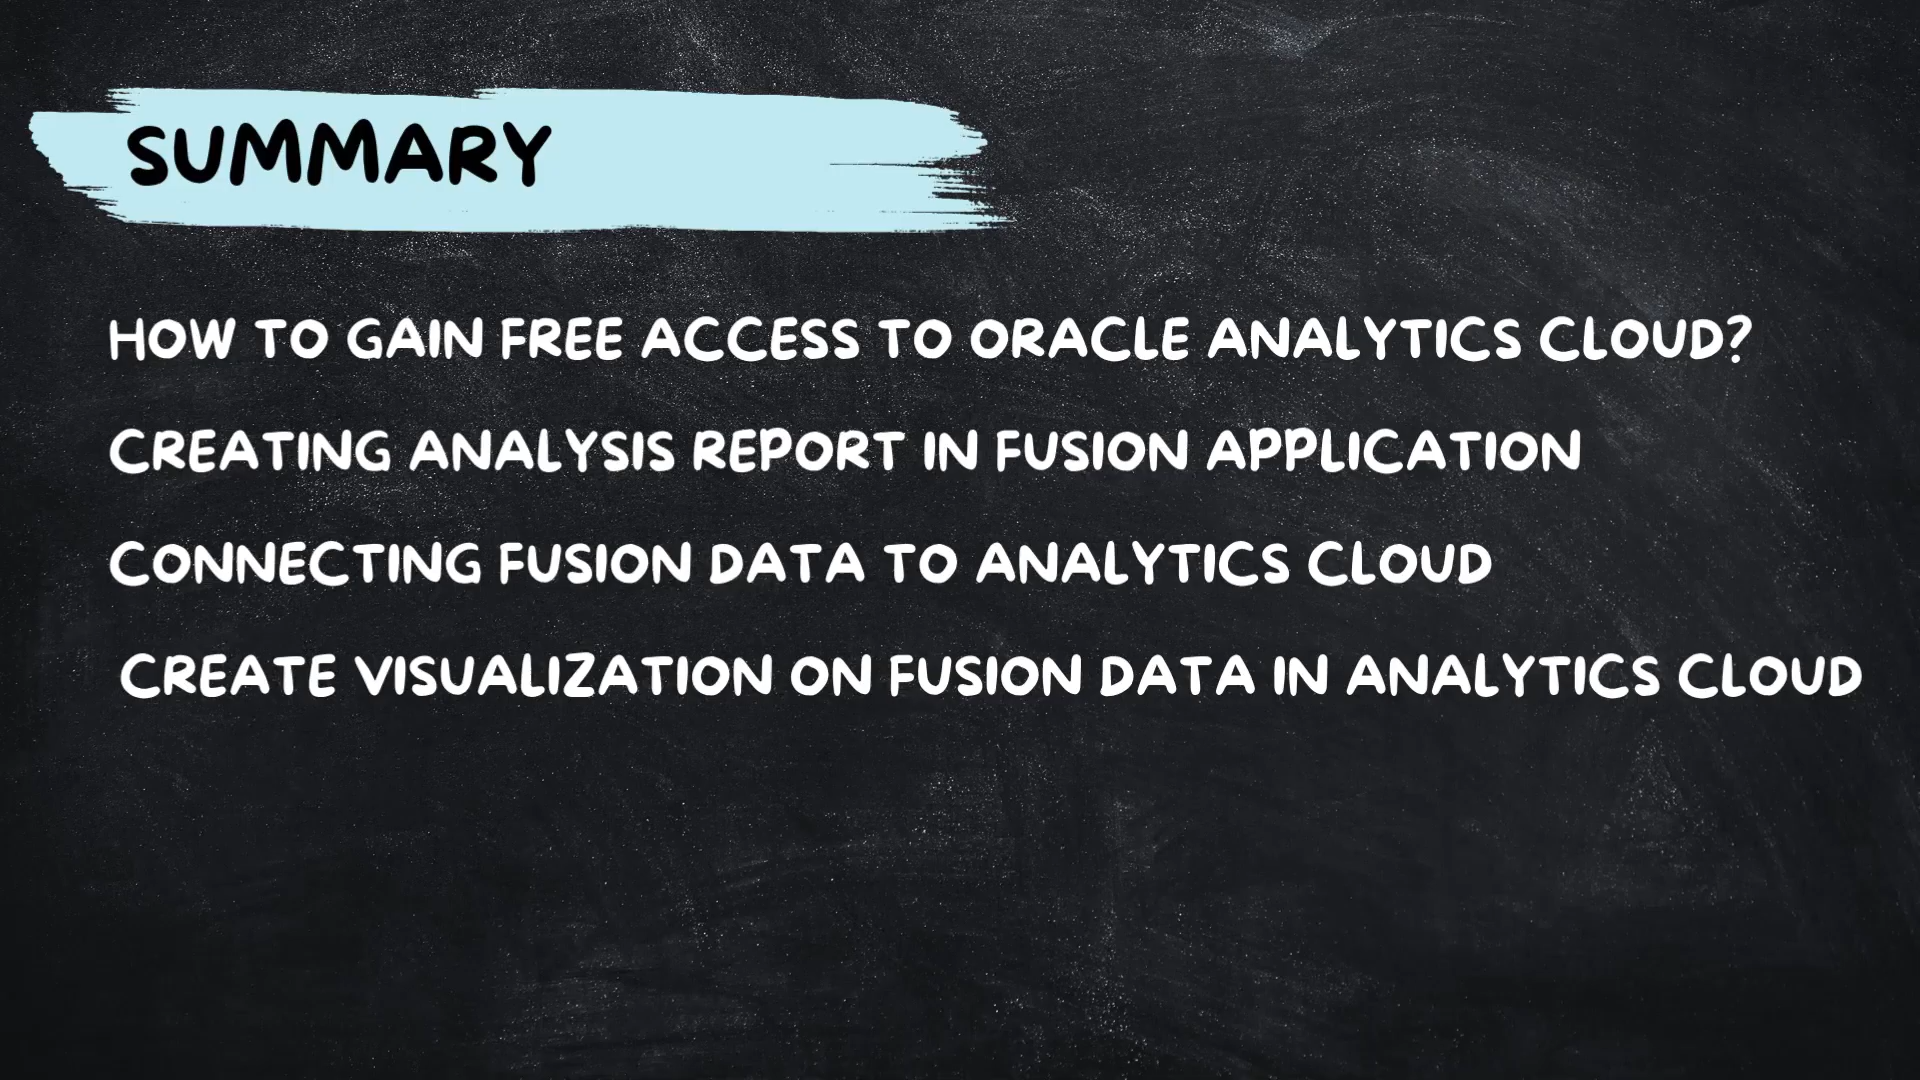 SUMMARY
HOW TO GAIN FREE ACCESS TO ORACLE ANALYTICS CLOUD?
CREATING ANALYSIS REPORT IN FUSION APPLICATION
CONNECTING FUSION DATA TO ANALYTICS CLOUD
CREATE VISUALIZATION ON FUSION DATA IN ANALYTICS CLOUD